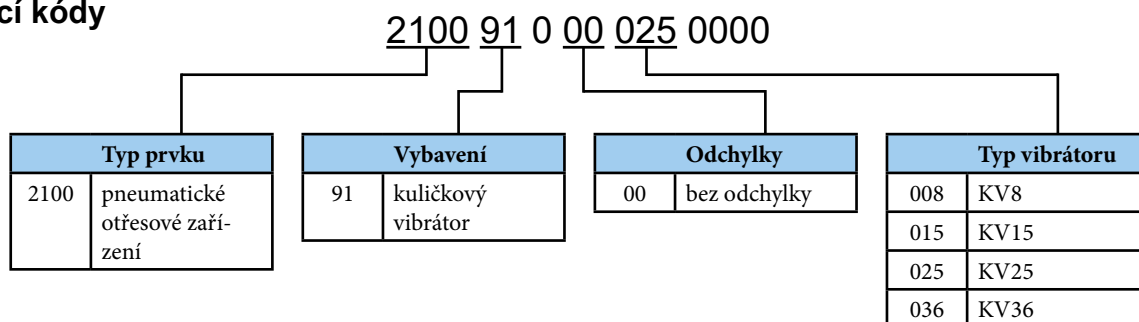 cí kódy
2100 91 0 00 025 0000
Typ prvku
2100 pneumatické
otřesové zaří-
zení
Vybavení
91 kuličkový
vibrátor
Odchylky
00 bez odchylky
Typ vibrátoru
008 KV8
015 KV15
025 KV25
036 KV36